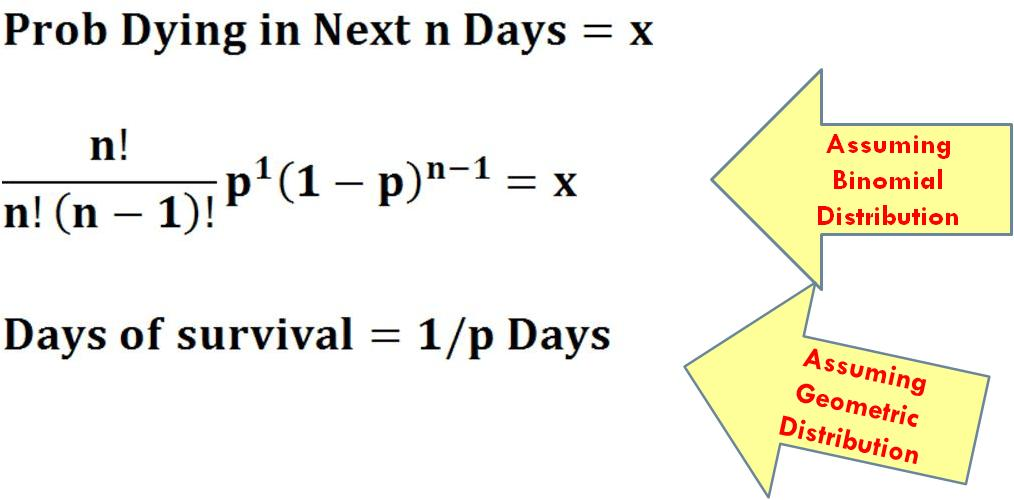 Prob Dying in Next n Days = x
n!
n! (n − 1)!
p¹(1 − p)ⁿ⁻¹ = x
Assuming
Binomial
Distribution
Days of survival = 1/p Days
Assuming
Geometric
Distribution